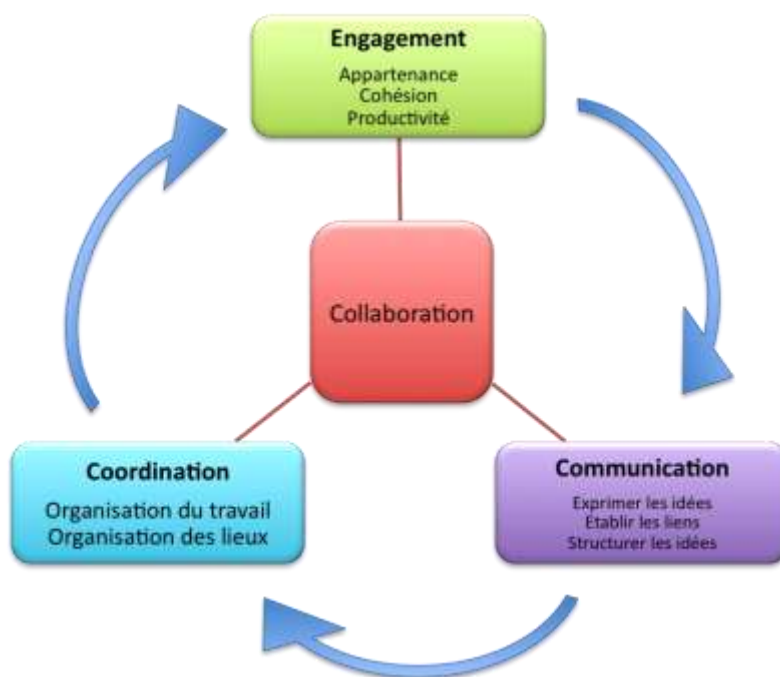 Engagement
Appartenance
Cohésion
Productivité
Collaboration
Coordination
Organisation du travail
Organisation des lieux
Communication
Exprimer les idées
Etablir les liens
Structurer les idées